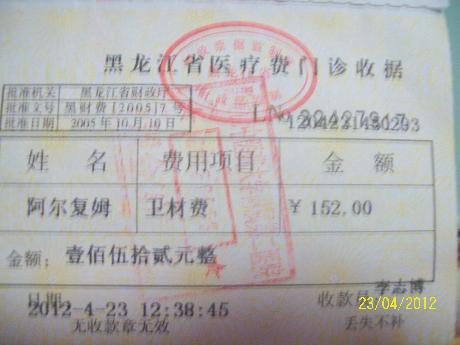 黑龙江省医疗费门诊收据
批准机关 黑龙江省财政厅
批准文号 黑财费[2005]7号
批准日期 2005年10月10日
姓名 费用项目 金额
阿尔复姆 卫材费 ￥152.00
金额: 壹佰伍拾贰元整
日期 2012-4-23 12:38:45 收款员 李志博
23/04/2012
无收款章无效 丢失不补